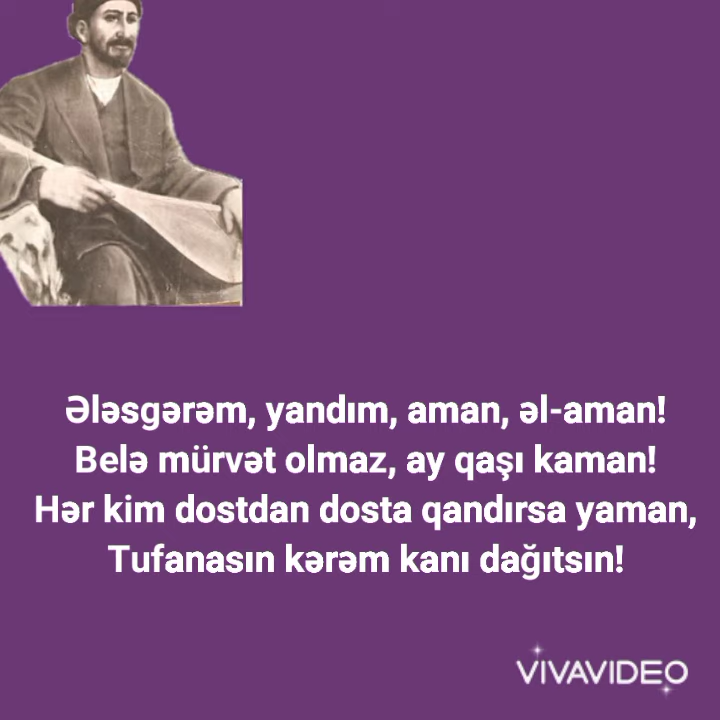 Ələsgərəm, yandım, aman, əl-aman!
Belə mürvət olmaz, ay qaşı kaman!
Hər kim dostdan dosta qandırsa yaman,
Tufanasın kərəm kanı dağıtsın!
VIVAVIDEO